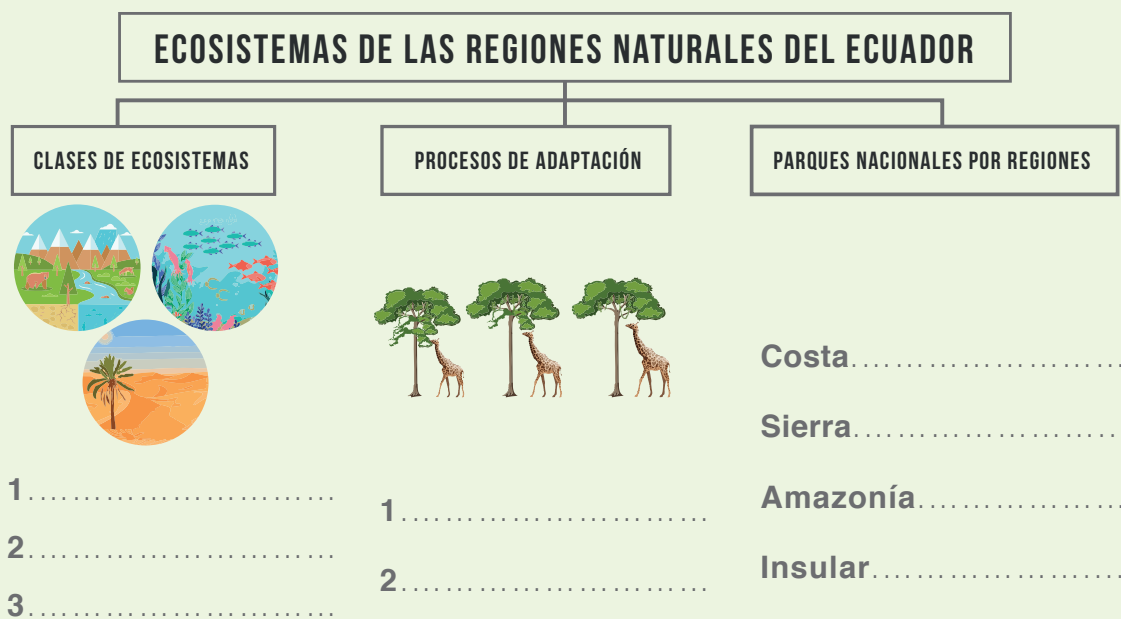 ECOSISTEMAS DE LAS REGIONES NATURALES DEL ECUADOR
CLASES DE ECOSISTEMAS
1..............................
2..............................
3..............................
PROCESOS DE ADAPTACIÓN
1..............................
2..............................
PARQUES NACIONALES POR REGIONES
Costa..........................
Sierra.........................
Amazonía....................
Insular........................